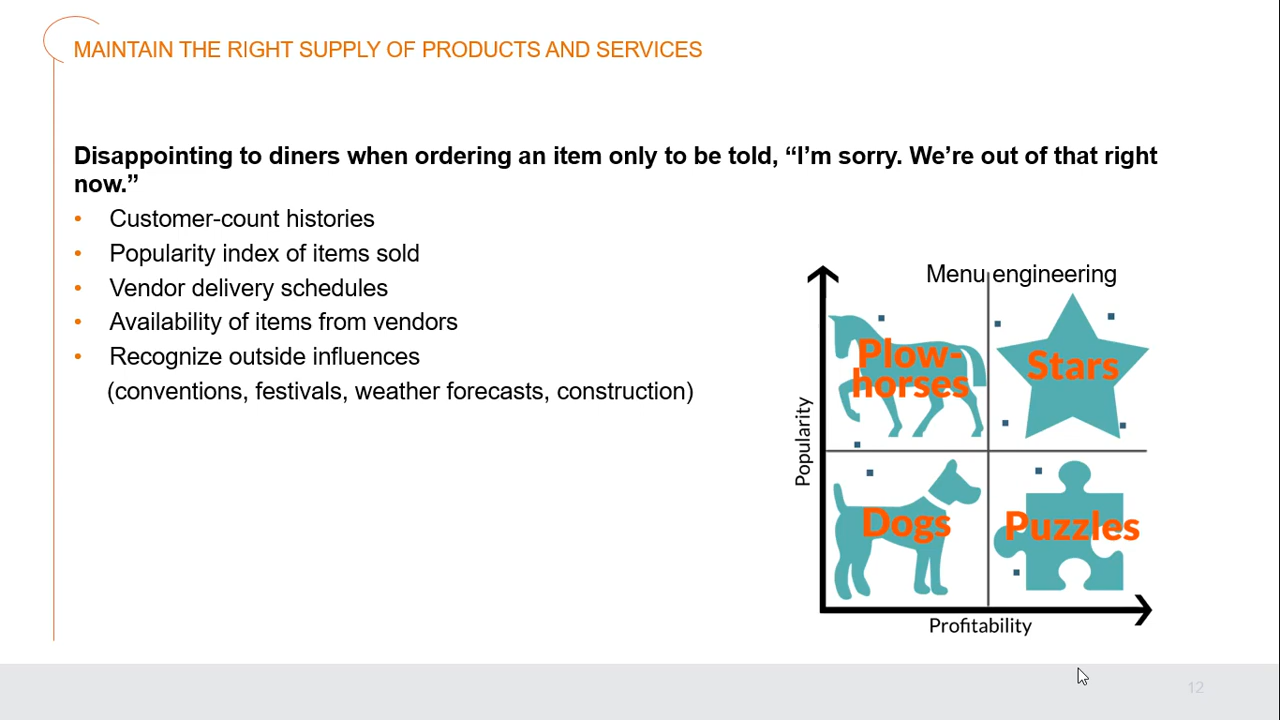 MAINTAIN THE RIGHT SUPPLY OF PRODUCTS AND SERVICES
Disappointing to diners when ordering an item only to be told, “I’m sorry. We’re out of that right
now.”
• Customer-count histories
• Popularity index of items sold
• Vendor delivery schedules
• Availability of items from vendors
• Recognize outside influences
(conventions, festivals, weather forecasts, construction)
Menu engineering
Plow-
horses
Stars
Popularity
Dogs
Puzzles
Profitability
12